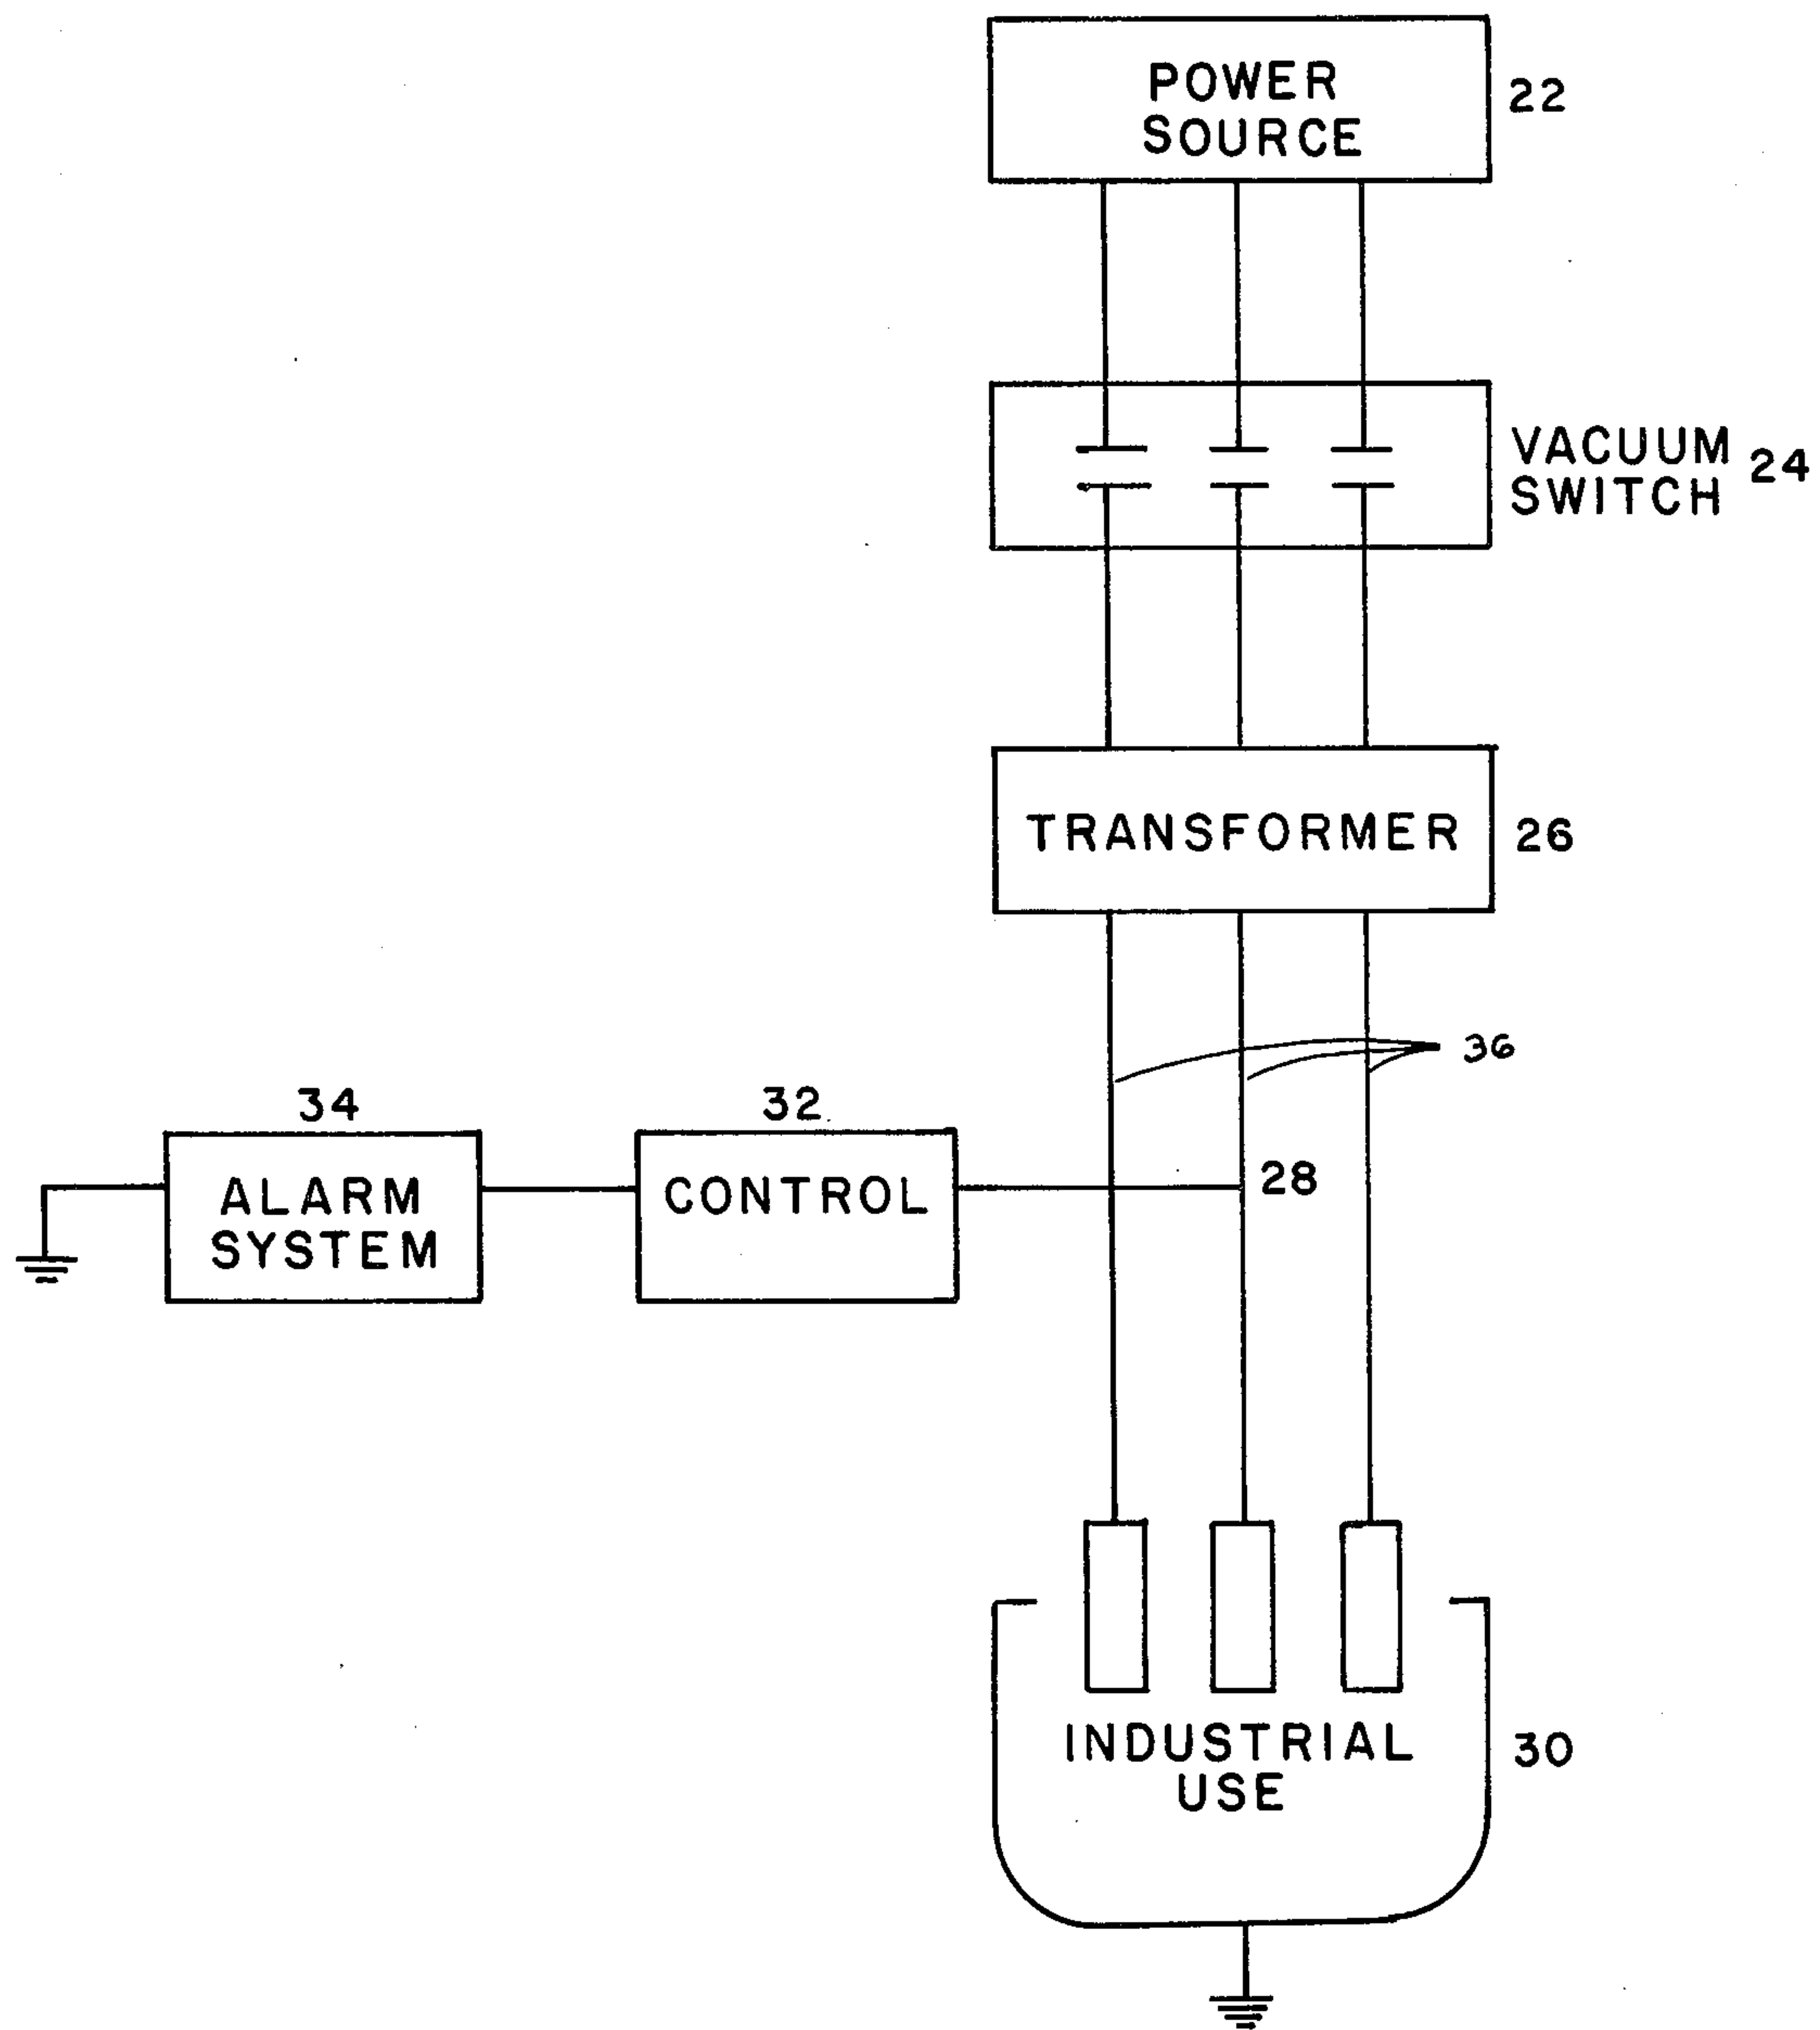 POWER
SOURCE
22
VACUUM
SWITCH
24
TRANSFORMER
26
36
34
32
28
ALARM
SYSTEM
CONTROL
INDUSTRIAL
USE
30